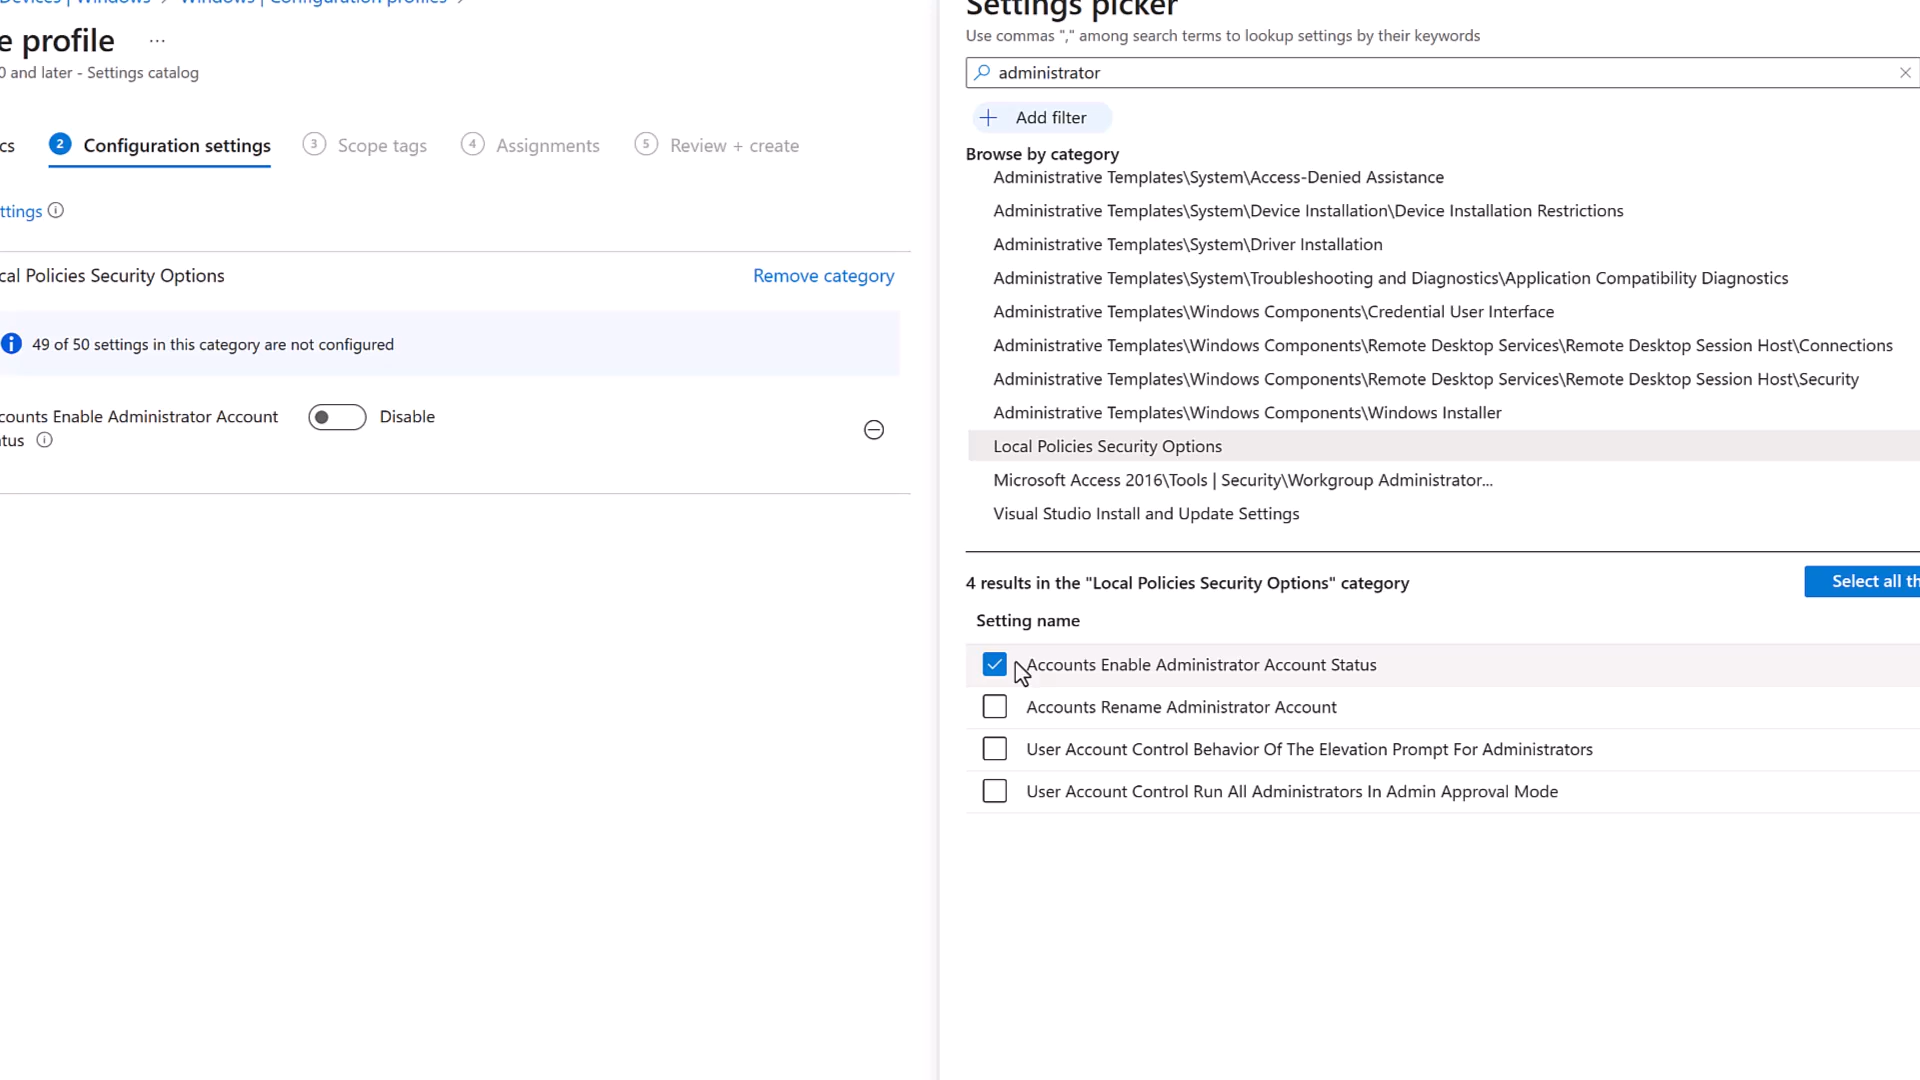 Devices | Windows > Windows | Configuration profiles >
e profile ...
0 and later - Settings catalog
cs 2 Configuration settings 3 Scope tags 4 Assignments 5 Review + create
ttings
cal Policies Security Options Remove category
49 of 50 settings in this category are not configured
counts Enable Administrator Account Disable
tus
Settings picker
Use commas "," among search terms to lookup settings by their keywords
administrator
+ Add filter
Browse by category
Administrative Templates\System\Access-Denied Assistance
Administrative Templates\System\Device Installation\Device Installation Restrictions
Administrative Templates\System\Driver Installation
Administrative Templates\System\Troubleshooting and Diagnostics\Application Compatibility Diagnostics
Administrative Templates\Windows Components\Credential User Interface
Administrative Templates\Windows Components\Remote Desktop Services\Remote Desktop Session Host\Connections
Administrative Templates\Windows Components\Remote Desktop Services\Remote Desktop Session Host\Security
Administrative Templates\Windows Components\Windows Installer
Local Policies Security Options
Microsoft Access 2016\Tools | Security\Workgroup Administrator...
Visual Studio Install and Update Settings
4 results in the "Local Policies Security Options" category Select all th
Setting name
Accounts Enable Administrator Account Status
Accounts Rename Administrator Account
User Account Control Behavior Of The Elevation Prompt For Administrators
User Account Control Run All Administrators In Admin Approval Mode